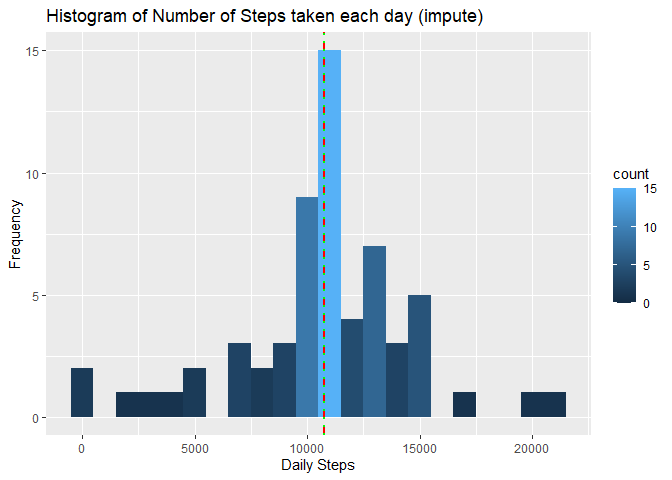 Histogram of Number of Steps taken each day (impute)
Frequency
15
10
5
0
0 5000 10000 15000 20000
Daily Steps
count
15
10
5
0